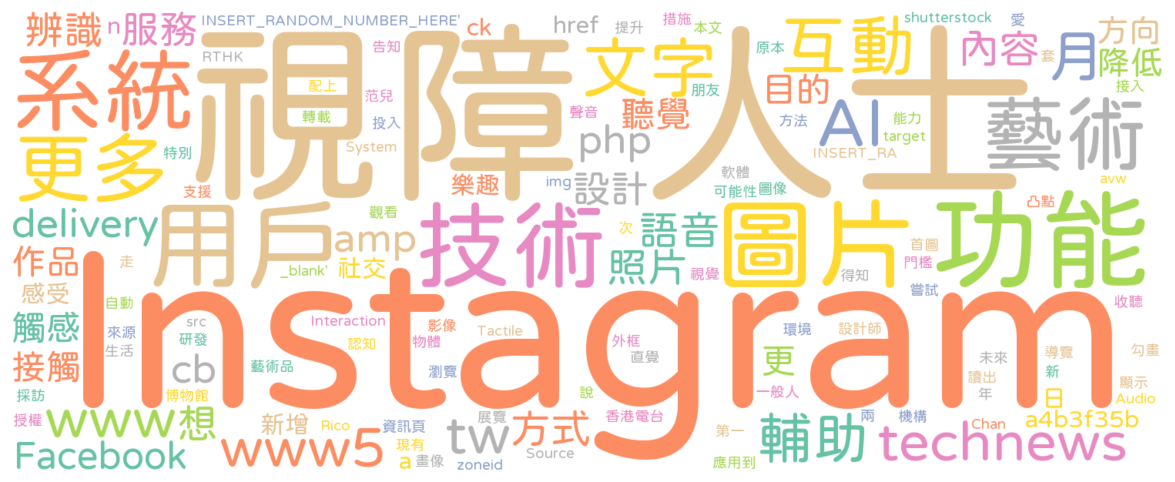 辨識
n
服務
INSERT_RANDOM_NUMBER_HERE'
ck
href
提升
措施
本文
shutterstock
愛
方向
RTHK
告知
視障人士
文字
原本
互動
套
內容
月
降低
系統
配上
范兒
轉載
投入
聲音
聽覺
朋友
目的
方法
AI
能力
target
接入
藝術
更多
特別
System
php
軟體
INSERT_RA
支援
樂趣
img
設計
可能性
圖像
avw
delivery
用戶
觀看
amp
技術
次
語音
圖片
功能
凸點
首圖
門檻
作品
走
_blank'
社交
照片
視覺
得知
感受
自動
Instagram
嘗試
收聽
觸感
來源
src
研發
Interaction
影像
Tactile
外框
環境
設計師
生活
認知
物體
直覺
未來
導覽
勾畫
接觸
cb
藝術品
瀏覽
更
讀出
新
顯示
採訪
博物館
說
一般人
年
日
Audio
授權
www
想
新增
Rico
資訊頁
展覽
方式
香港電台
兩
機構
Chan
a4b3f35b
Facebook
www5
現有
tw
第一
輔助
technews
a
畫像
zoneid
Source
應用到